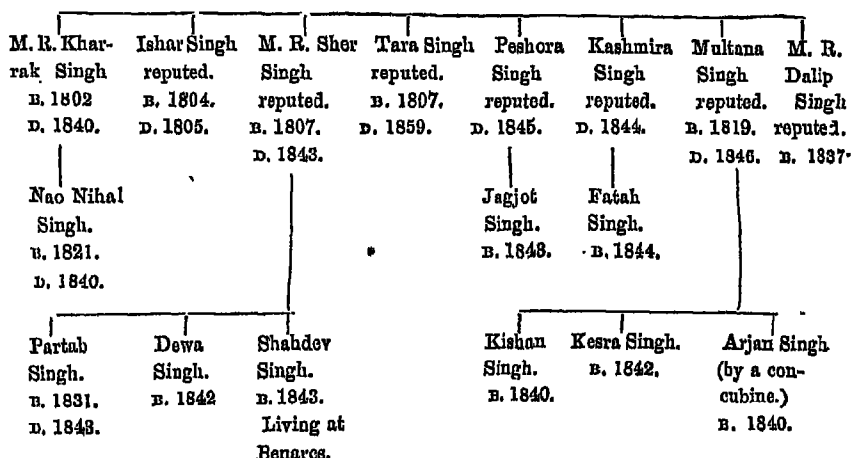 M. R. Khar-
rak Singh
B. 1802
D. 1840.
Ishar Singh
reputed.
B. 1804.
D. 1805.
M. R. Sher
Singh
reputed.
B. 1807.
D. 1843.
Tara Singh
reputed.
B. 1807.
D. 1859.
Peshora
Singh
reputed.
D. 1845.
Kashmira
Singh
reputed.
D. 1844.
Multana
Singh
reputed.
B. 1819.
D. 1846.
M. R.
Dalip
Singh
reputed.
B. 1837.
Nao Nihal
Singh.
B. 1821.
D. 1840.
Jagjot
Singh.
B. 1843.
Fatah
Singh.
B. 1844.
Partab
Singh.
B. 1831.
D. 1843.
Dewa
Singh.
B. 1842
Shahdev
Singh.
B. 1843.
Living at
Benares.
Kishan
Singh.
B. 1840.
Kesra Singh.
B. 1842.
Arjan Singh
(by a con-
cubine.)
B. 1840.